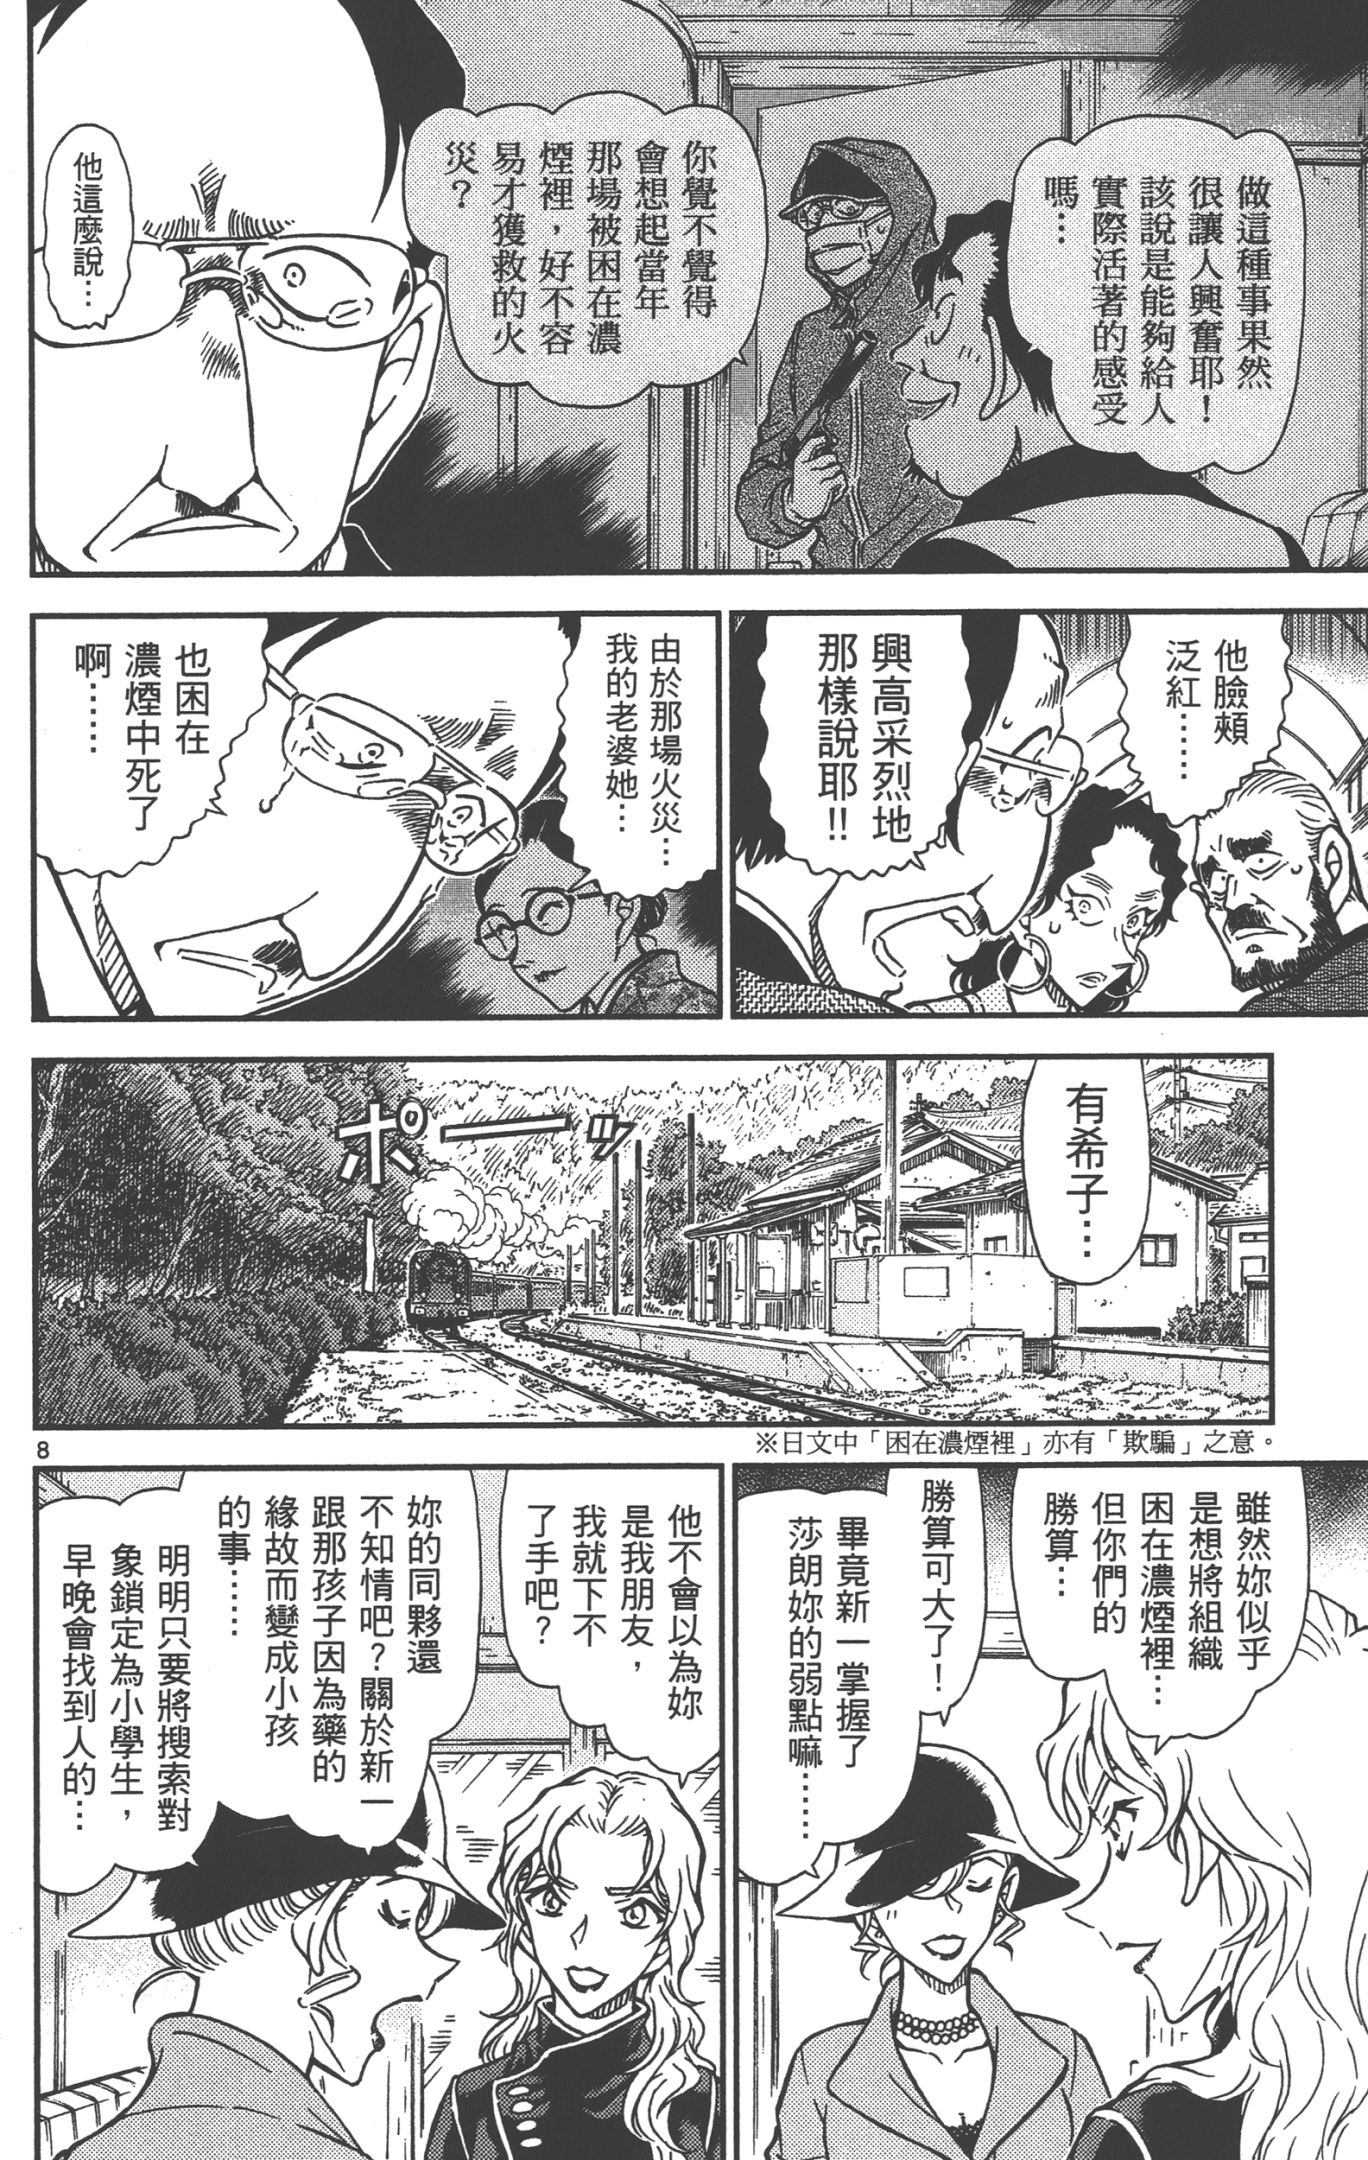 做這種事果然
很讓人興奮耶！
該說是能夠給人
實際活著的感受
嗎…
你覺不覺得
會想起當年
那場被困在濃
煙裡，好不容
易才獲救的火
災？
他這麼說…
他臉頰
泛紅……
興高采烈地
那樣說耶!!
由於那場火災…
我的老婆她…
也困在
濃煙中死了
啊……
有希子…
ポーッ
※日文中「困在濃煙裡」亦有「欺騙」之意。
8
雖然妳似乎
是想將組織
困在濃煙裡…
但你們的
勝算…
勝算可大了！
畢竟新一掌握了
莎朗妳的弱點嘛……
他不會以為妳
是我朋友，
我就下不
了手吧？
妳的同夥還
不知情吧？關於新一
跟那孩子因為藥的
緣故而變成小孩
的事……
明明只要將搜索對
象鎖定為小學生，
早晚會找到人的…